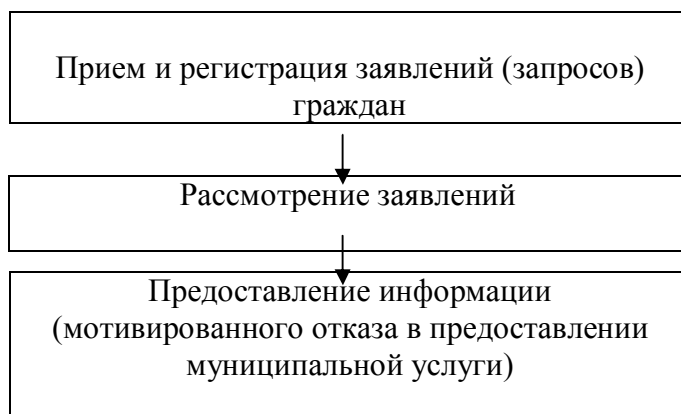 Прием и регистрация заявлений (запросов)
граждан
Рассмотрение заявлений
Предоставление информации
(мотивированного отказа в предоставлении
муниципальной услуги)